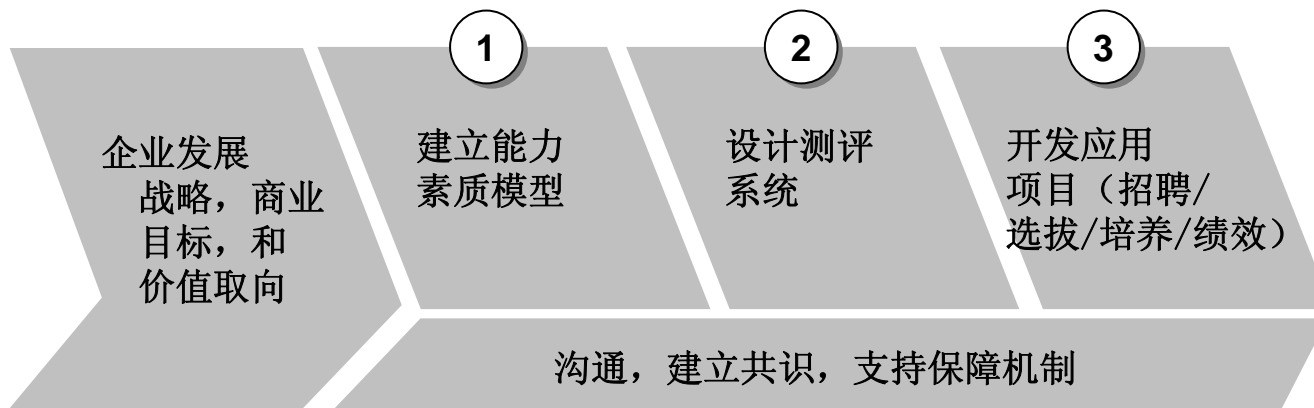 企业发展
战略，商业
目标，和
价值取向
1
建立能力
素质模型
2
设计测评
系统
3
开发应用
项目（招聘/
选拔/培养/绩效）
沟通，建立共识，支持保障机制